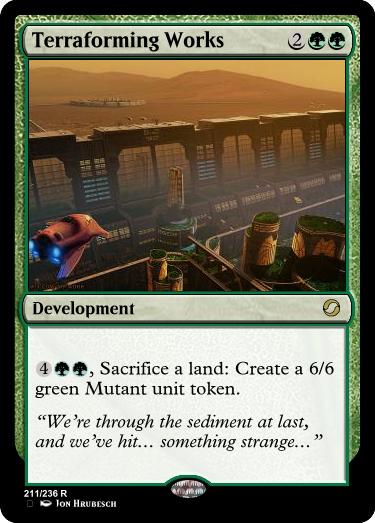 Terraforming Works 2
Development
4, Sacrifice a land: Create a 6/6
green Mutant unit token.
“We’re through the sediment at last,
and we’ve hit... something strange...”
211/236 R
Jon Hrubesch